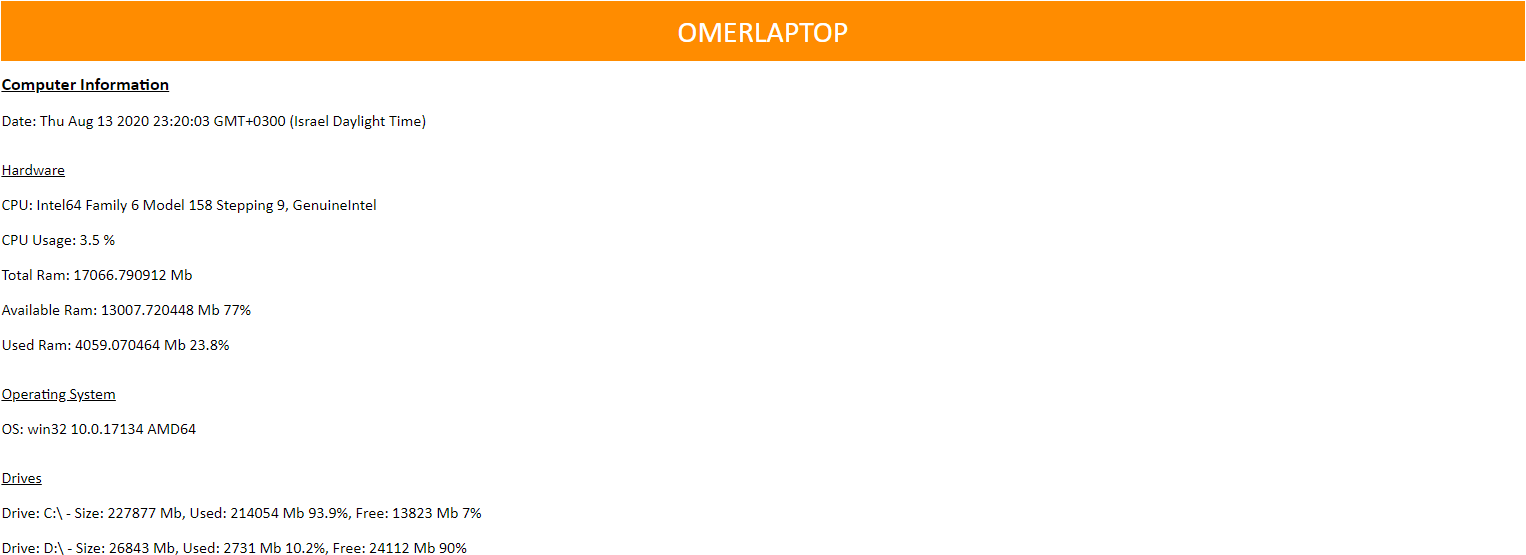 OMERLAPTOP
Computer Information
Date: Thu Aug 13 2020 23:20:03 GMT+0300 (Israel Daylight Time)
Hardware
CPU: Intel64 Family 6 Model 158 Stepping 9, GenuineIntel
CPU Usage: 3.5 %
Total Ram: 17066.790912 Mb
Available Ram: 13007.720448 Mb 77%
Used Ram: 4059.070464 Mb 23.8%
Operating System
OS: win32 10.0.17134 AMD64
Drives
Drive: C:\ - Size: 227877 Mb, Used: 214054 Mb 93.9%, Free: 13823 Mb 7%
Drive: D:\ - Size: 26843 Mb, Used: 2731 Mb 10.2%, Free: 24112 Mb 90%